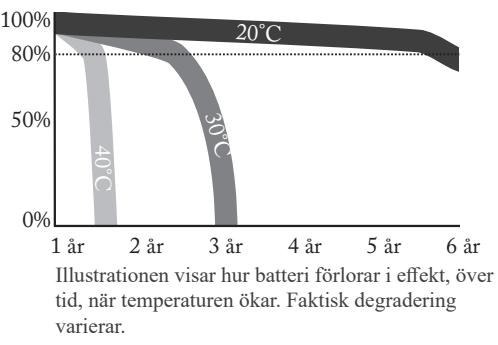 100%
20°C
80%
50%
30°C
40°C
0%
1 år 2 år 3 år 4 år 5 år 6 år
Illustrationen visar hur batteri förlorar i effekt, över
tid, när temperaturen ökar. Faktisk degradering
varierar.